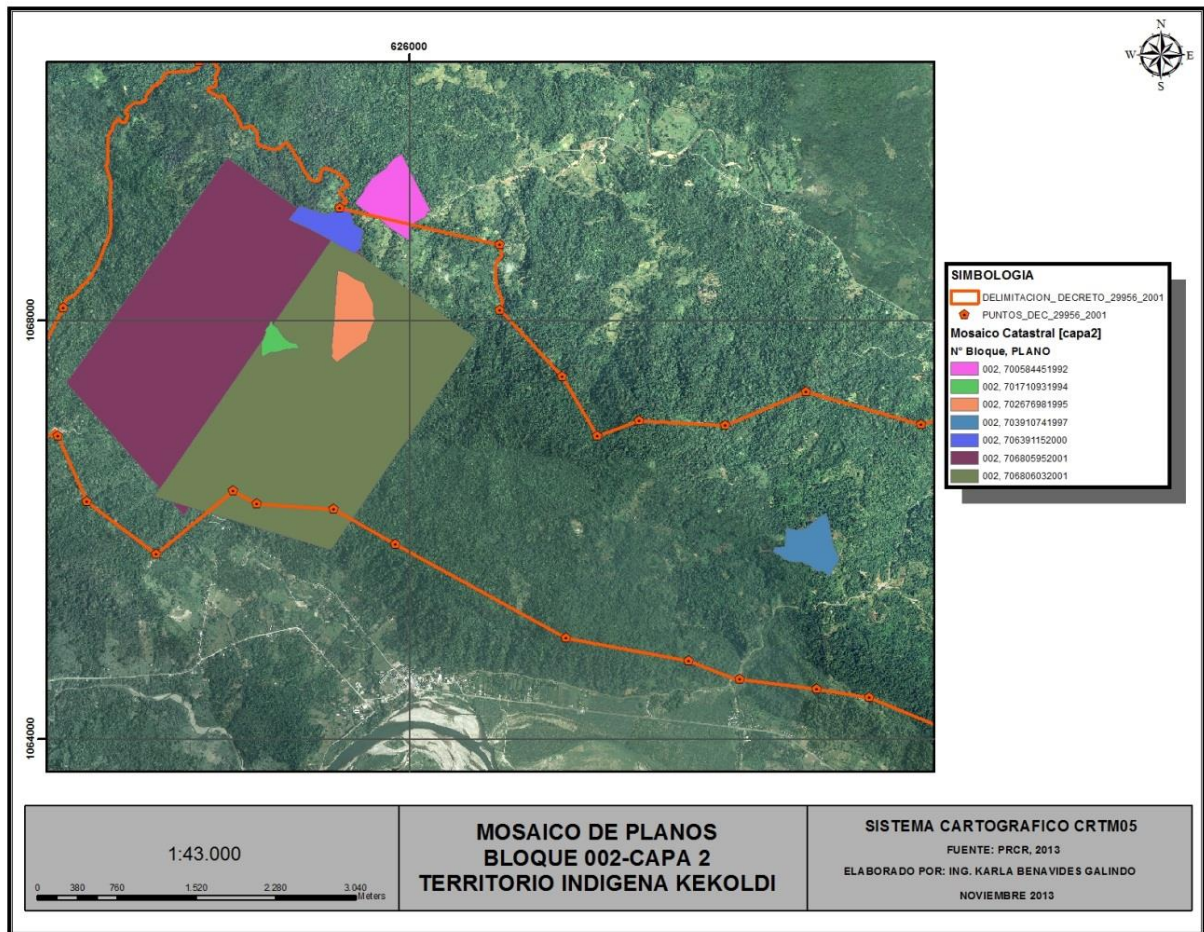 N
W E
S
626000
1068000
1064000
SIMBOLOGIA
DELIMITACION_ DECRETO_29956_2001
PUNTOS_DEC_29956_2001
Mosaico Catastral [capa2]
N° Bloque, PLANO
002, 700584451992
002, 701710931994
002, 702676981995
002, 703910741997
002, 706391152000
002, 706805952001
002, 706806032001
1:43.000
0 380 760 1.520 2.280 3.040
Meters
MOSAICO DE PLANOS
BLOQUE 002-CAPA 2
TERRITORIO INDIGENA KEKOLDI
SISTEMA CARTOGRAFICO CRTM05
FUENTE: PRCR, 2013
ELABORADO POR: ING. KARLA BENAVIDES GALINDO
NOVIEMBRE 2013